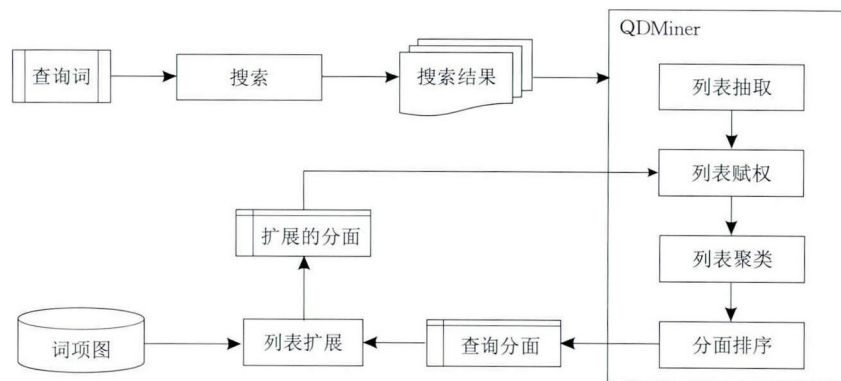 QDMiner
查询词
搜索
搜索结果
列表抽取
列表赋权
扩展的分面
列表聚类
词项图
列表扩展
查询分面
分面排序